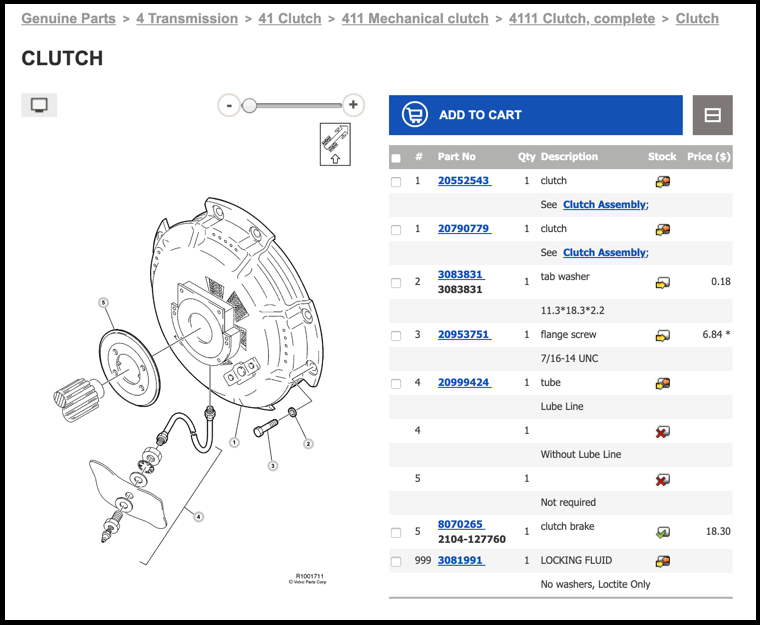 Genuine Parts > 4 Transmission > 41 Clutch > 411 Mechanical clutch > 4111 Clutch, complete > Clutch
CLUTCH
- +
ADD TO CART
# Part No Qty Description Stock Price ($)
1 20552543 1 clutch
See Clutch Assembly;
1 20790779 1 clutch
See Clutch Assembly;
2 3083831 1 tab washer 0.18
3083831
11.3*18.3*2.2
3 20953751 1 flange screw 6.84 *
7/16-14 UNC
4 20999424 1 tube
Lube Line
4 1
Without Lube Line
5 1
Not required
5 8070265 1 clutch brake 18.30
2104-127760
999 3081991 1 LOCKING FLUID
No washers, Loctite Only
5
1
2
3
4
R1001711
© Volvo Parts Corp